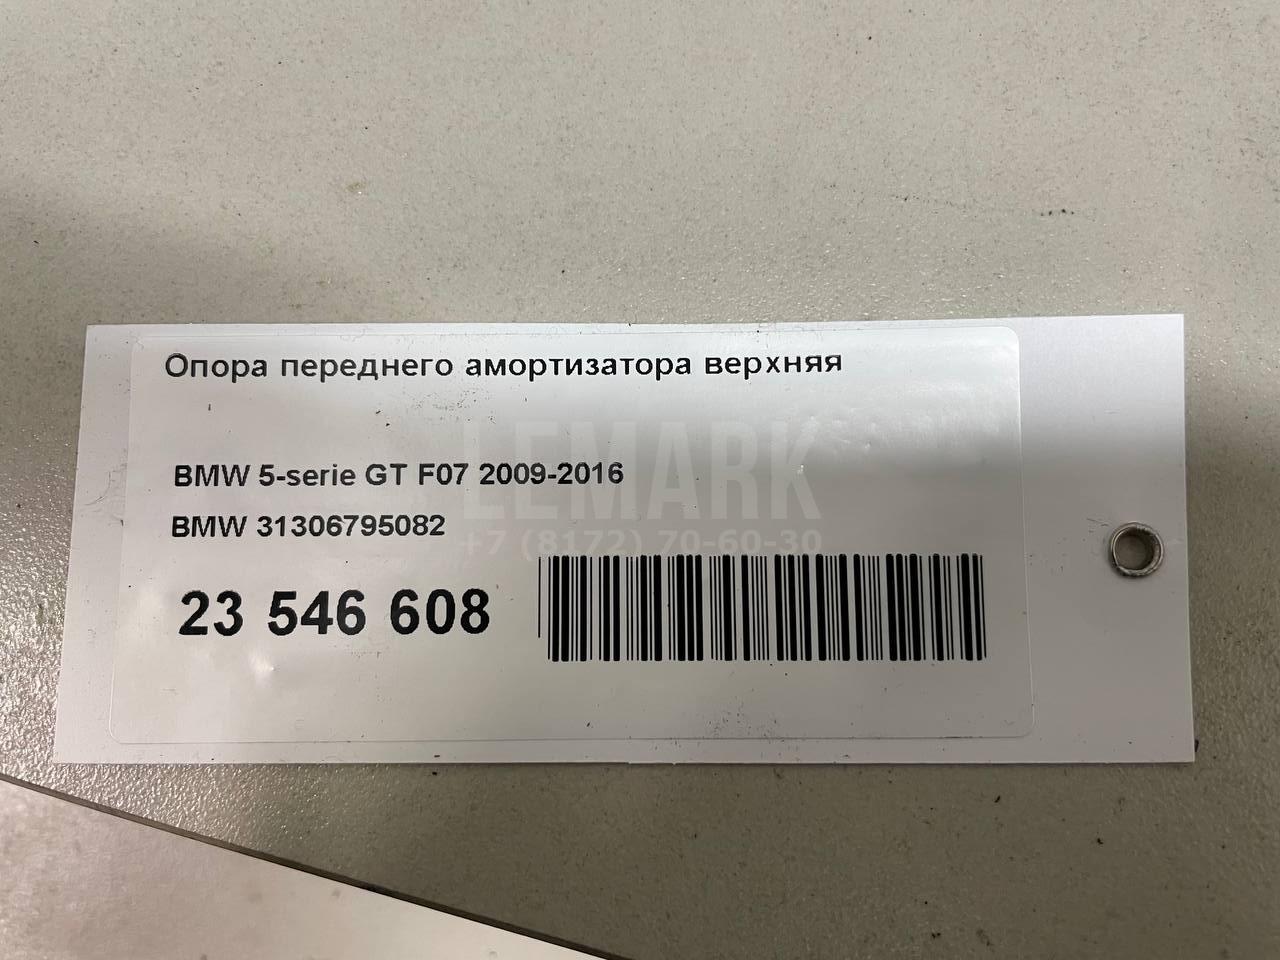 Опора переднего амортизатора верхняя
LEMARK
BMW 5-serie GT F07 2009-2016
BMW 31306795082
+7 (8172) 70-60-30
23 546 608